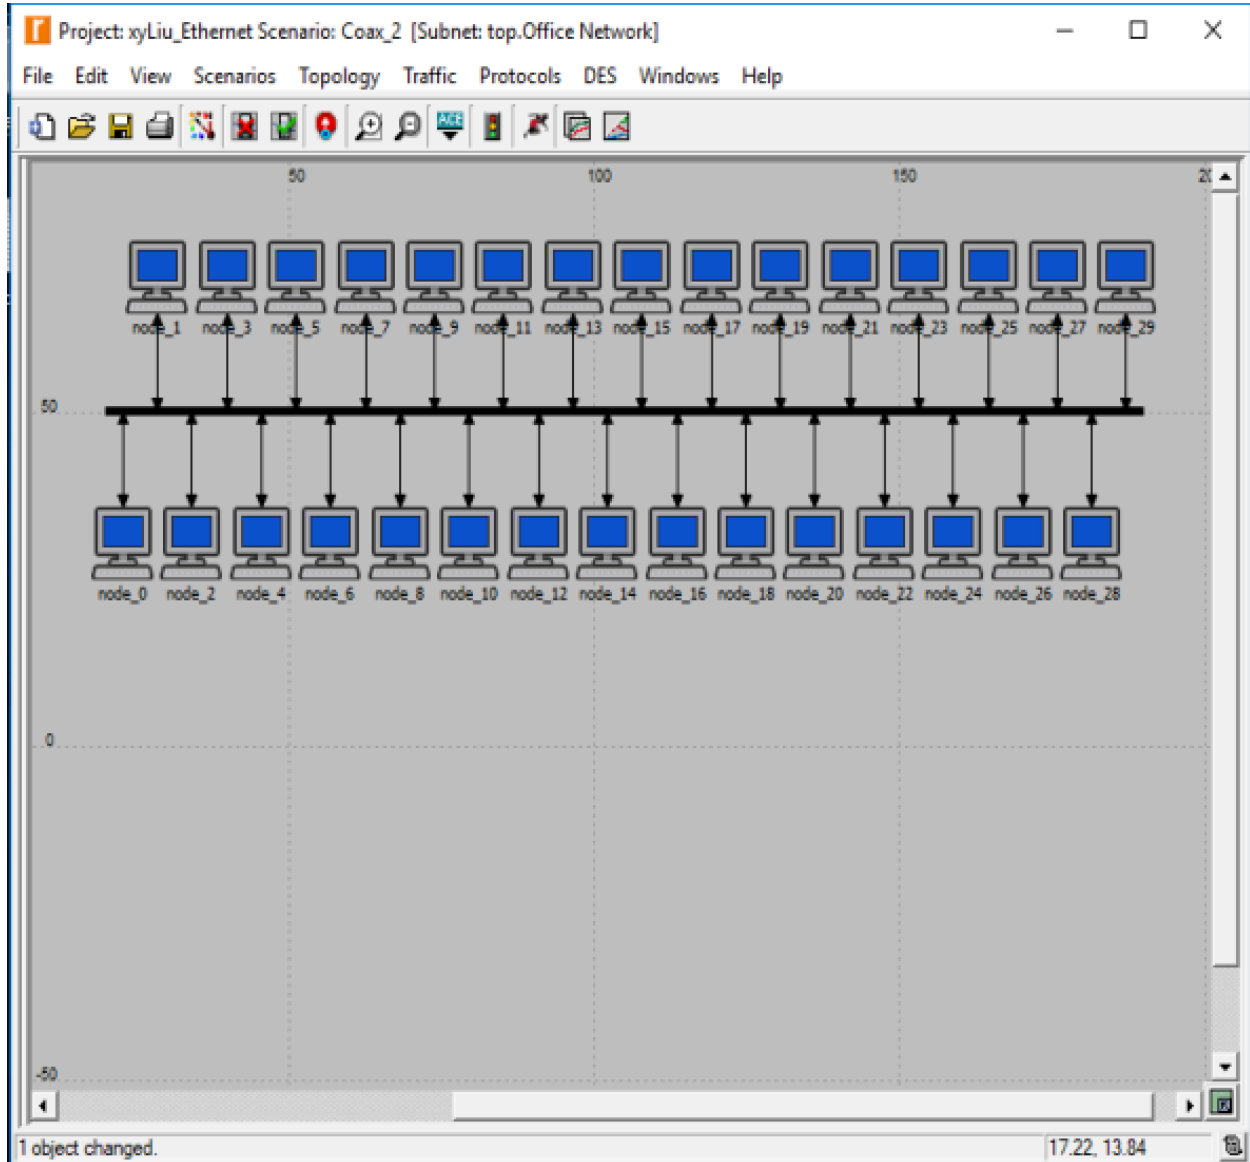 Project: xyLiu_Ethernet Scenario: Coax_2 [Subnet: top.Office Network]
File Edit View Scenarios Topology Traffic Protocols DES Windows Help
ACE
50 100 150 20
node_1 node_3 node_5 node_7 node_9 node_11 node_13 node_15 node_17 node_19 node_21 node_23 node_25 node_27 node_29
50
node_0 node_2 node_4 node_6 node_8 node_10 node_12 node_14 node_16 node_18 node_20 node_22 node_24 node_26 node_28
0
-50
1 object changed. 17.22, 13.84